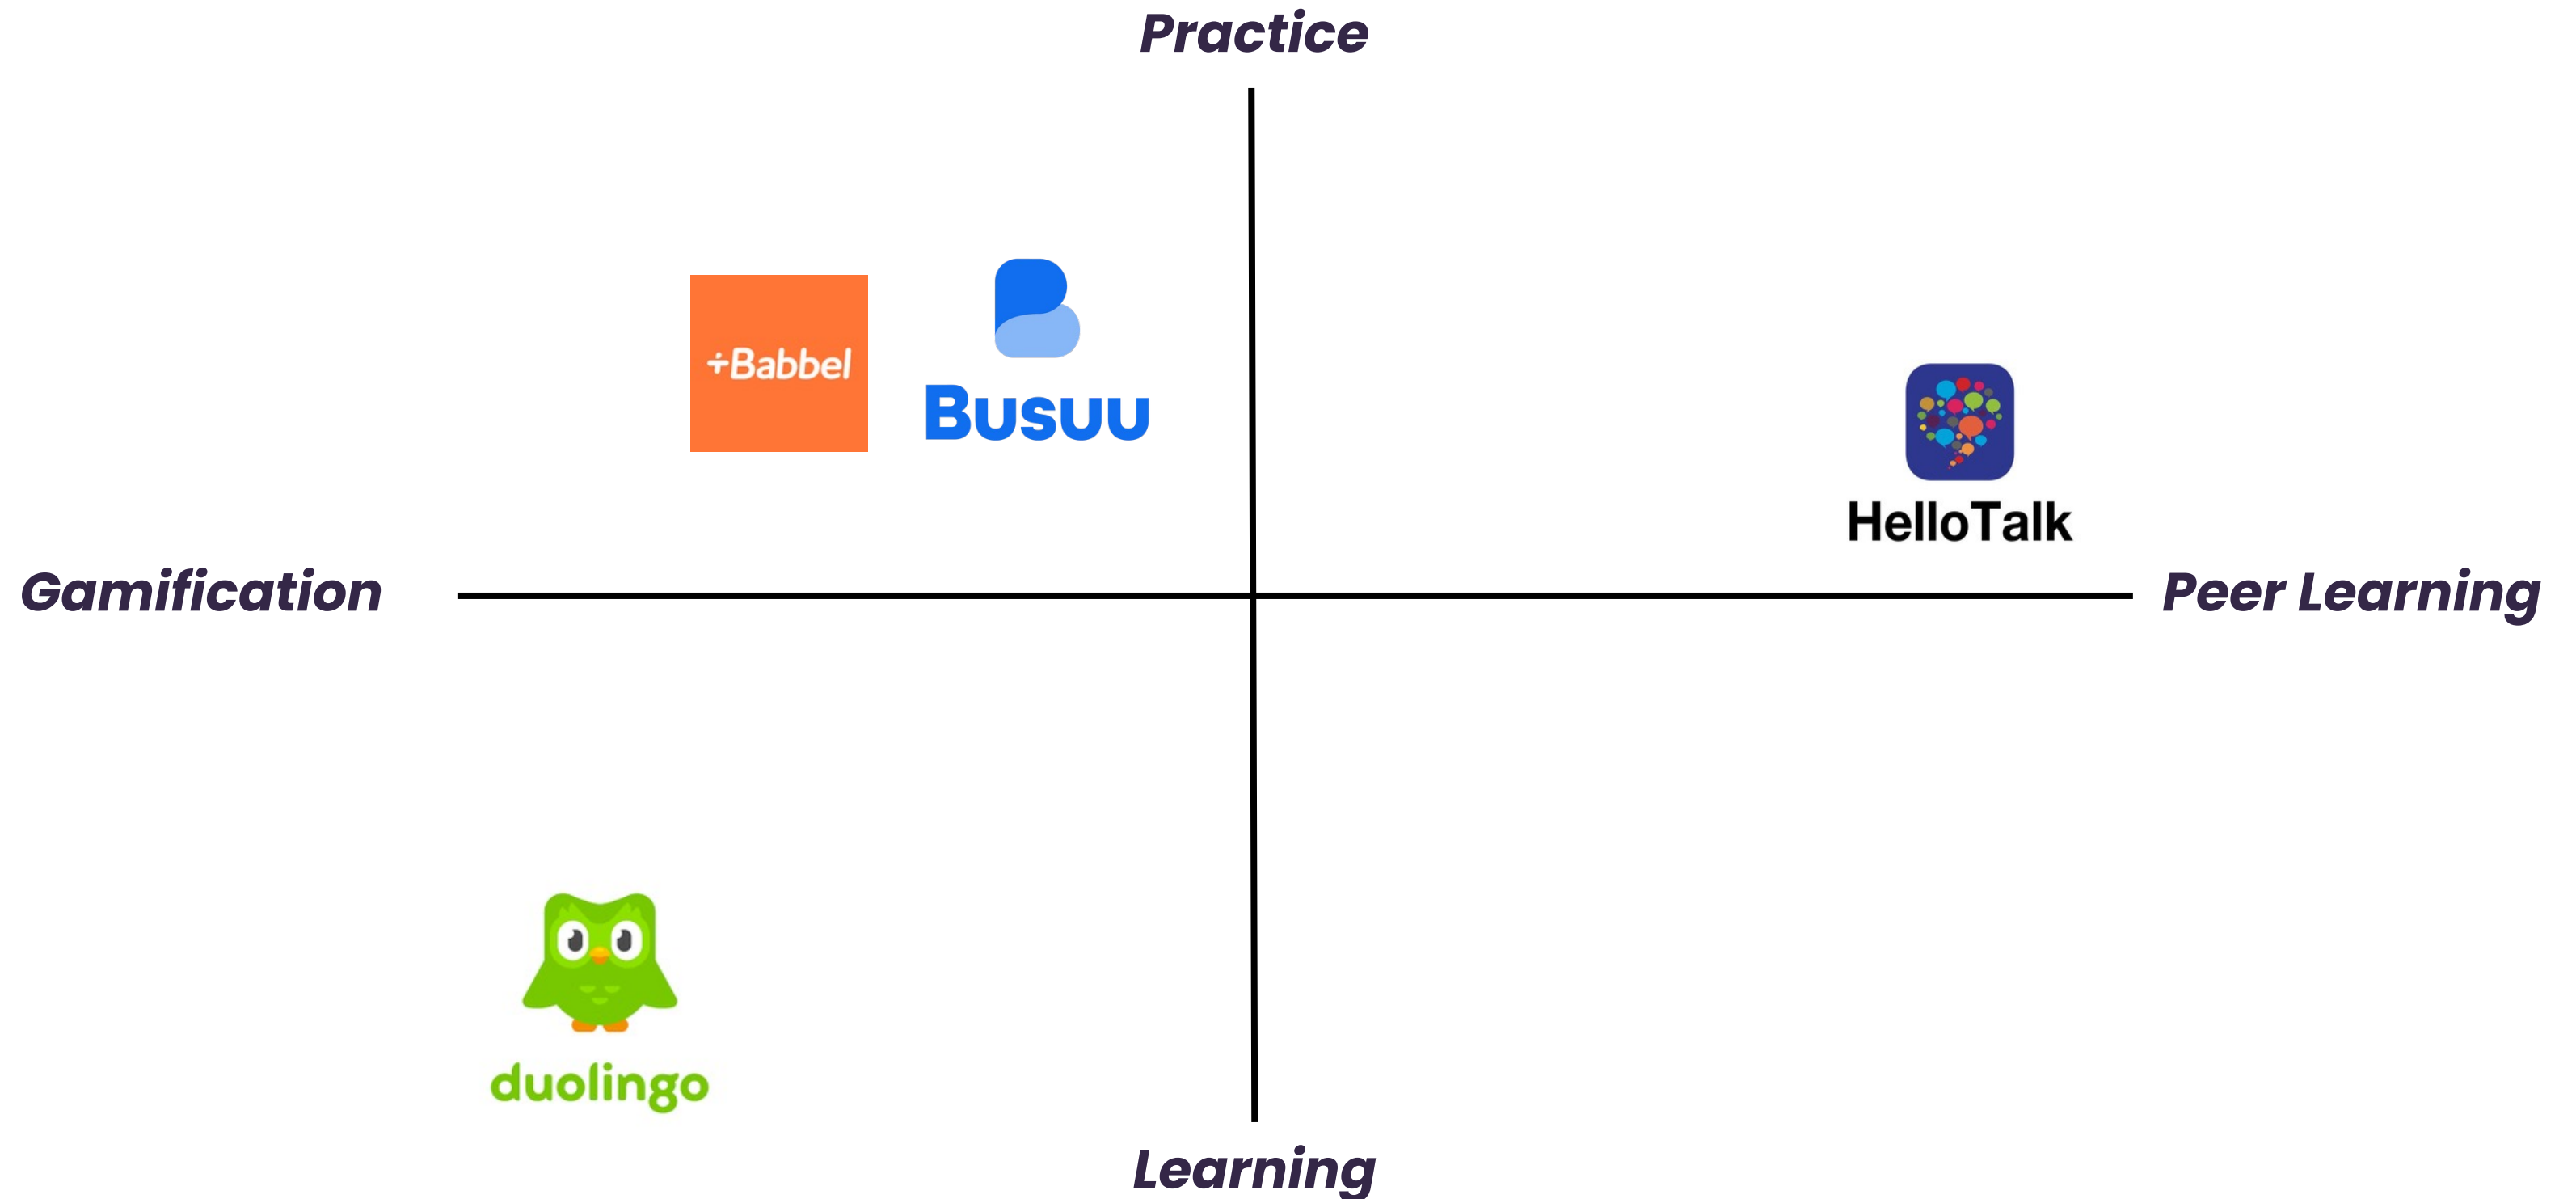 Practice
+Babbel
Busuu
HelloTalk
Gamification
Peer Learning
duolingo
Learning